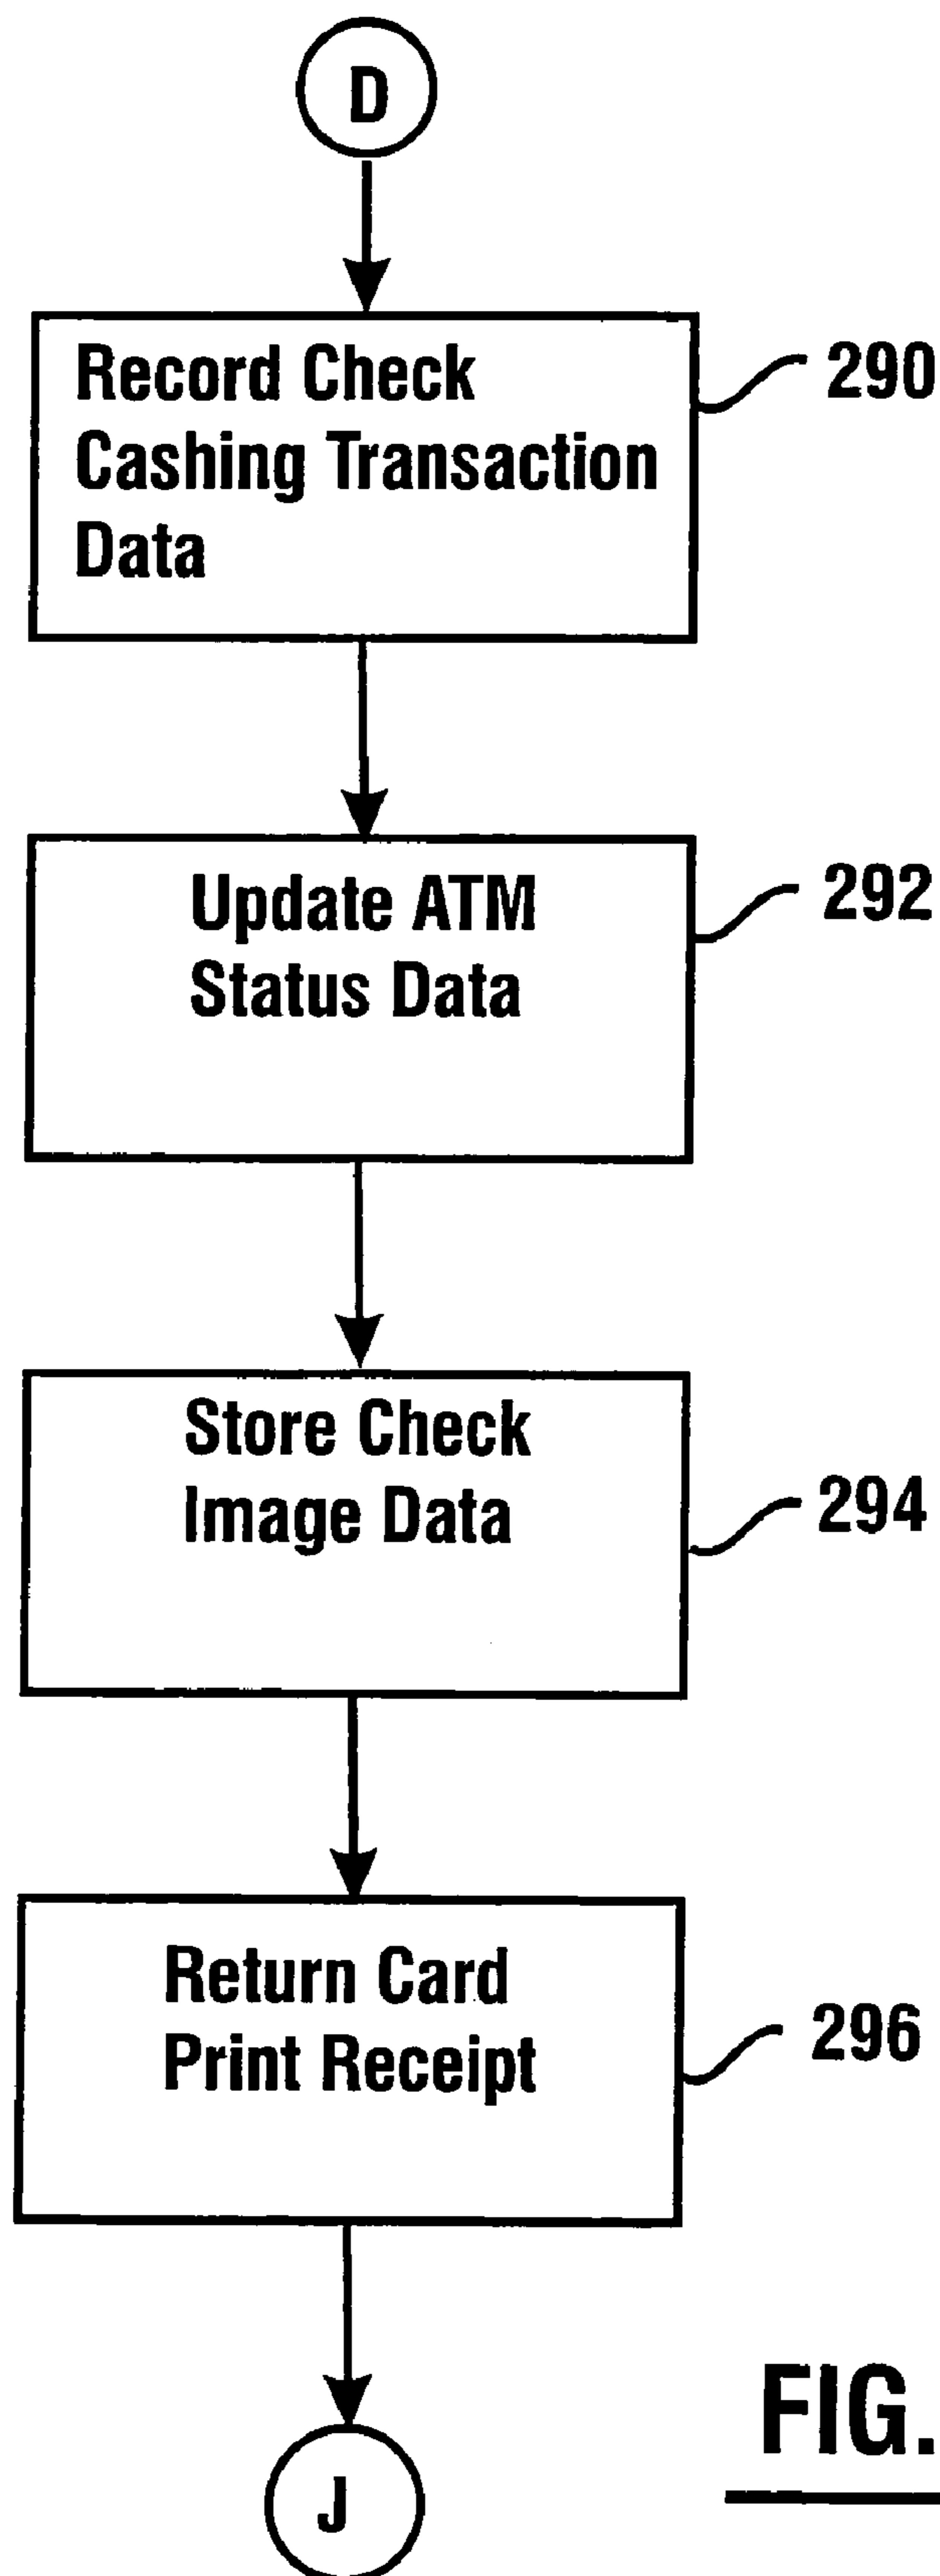 D
Record Check
Cashing Transaction
Data
290
Update ATM
Status Data
292
Store Check
Image Data
294
Return Card
Print Receipt
296
FIG.
J